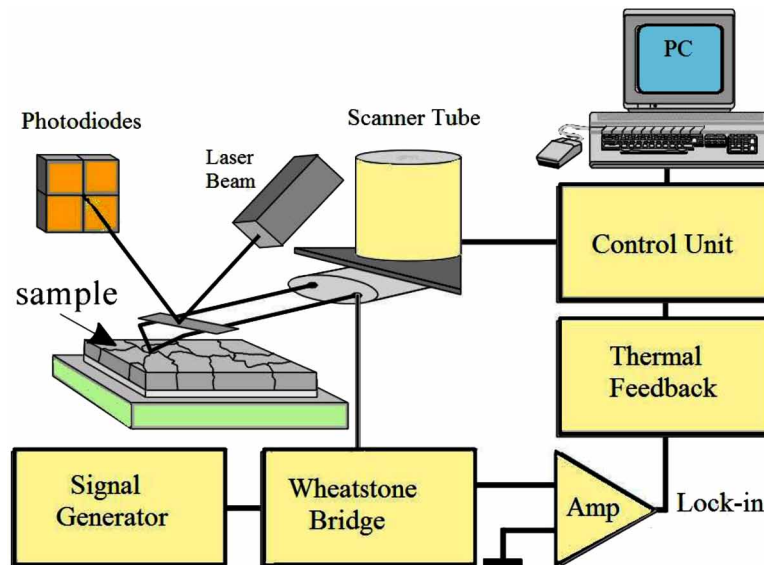 PC
Photodiodes
Scanner Tube
Laser
Beam
Control Unit
sample
Thermal
Feedback
Signal
Generator
Wheatstone
Bridge
Amp
Lock-in